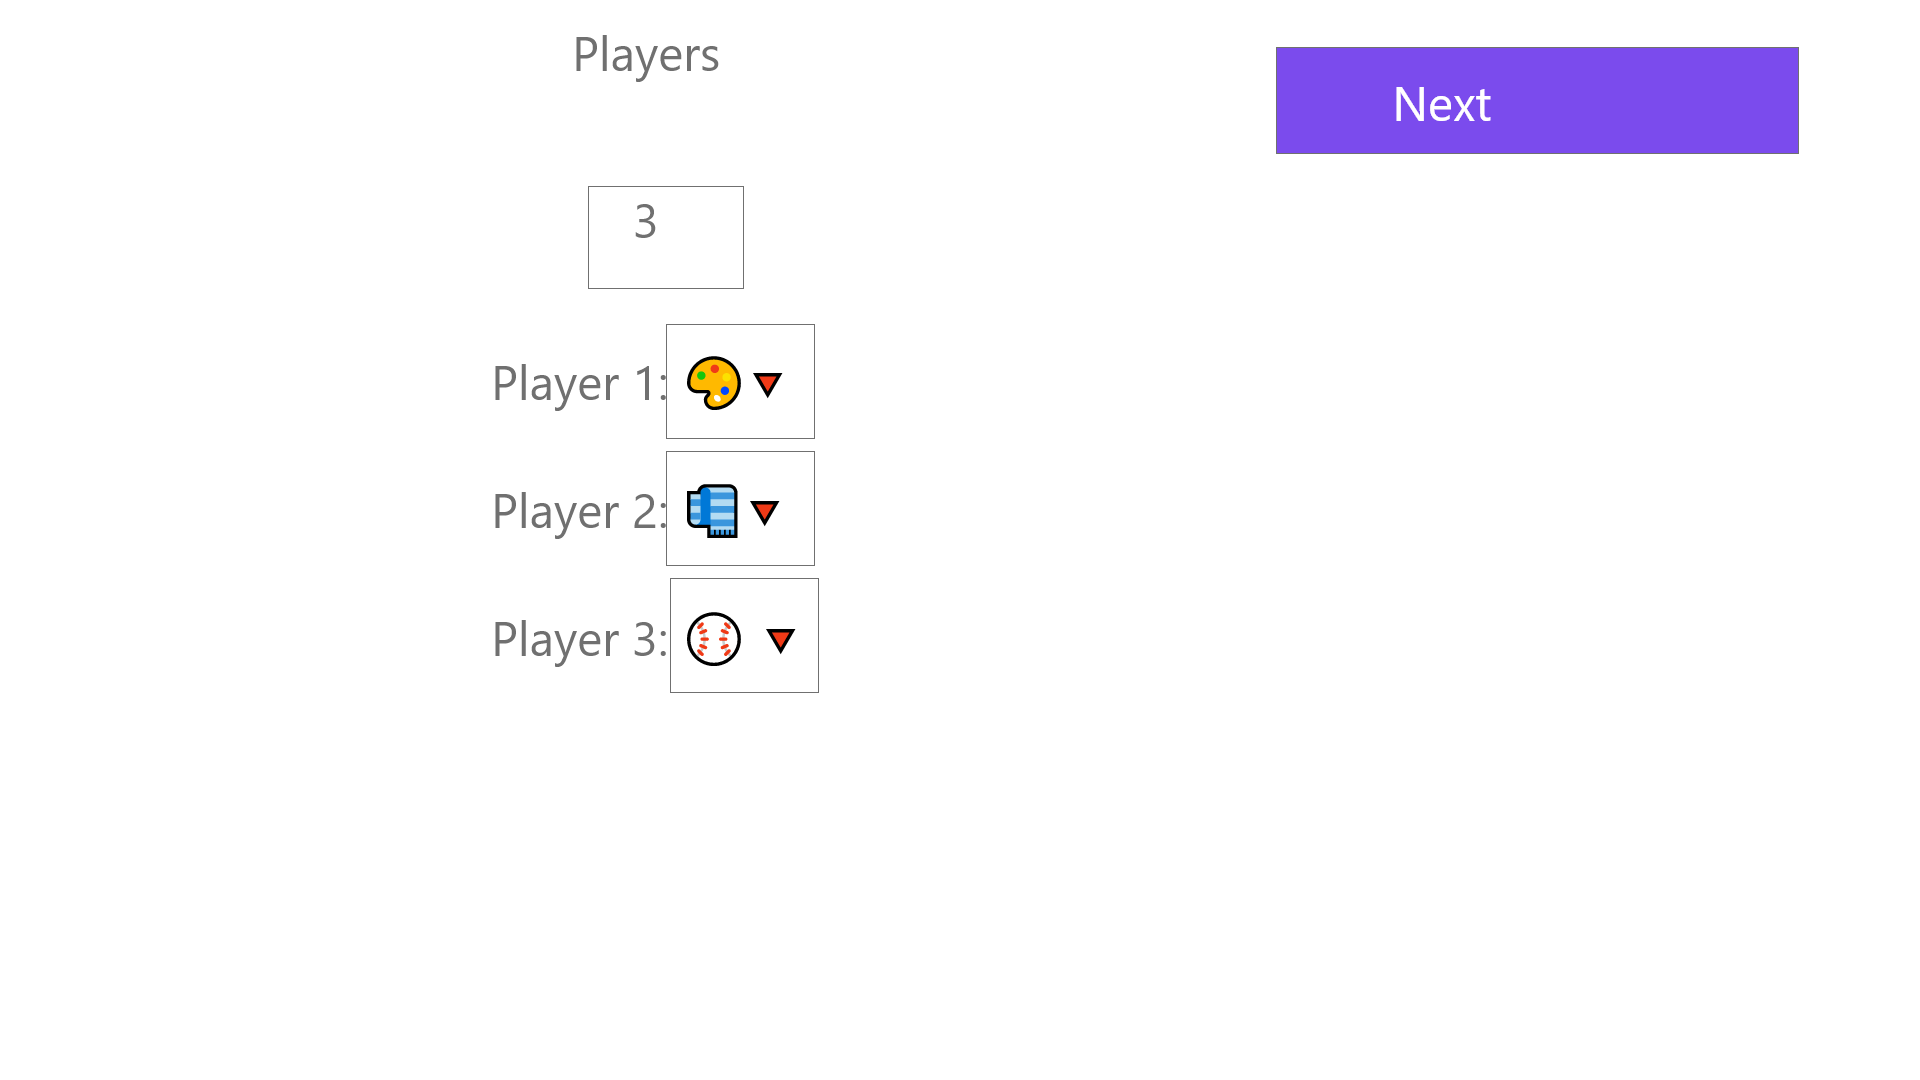 Players
Next
3
Player 1: 🎨🔻
Player 2: 🧣🔻
Player 3: ⚾🔻